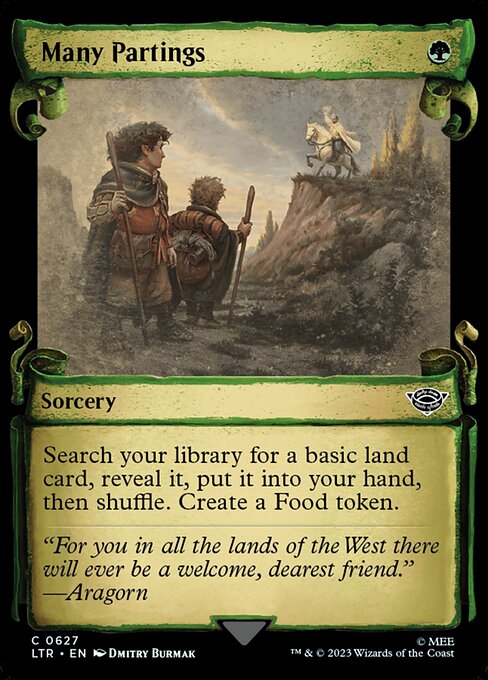 Many Partings
Sorcery
Search your library for a basic land
card, reveal it, put it into your hand,
then shuffle. Create a Food token.
“For you in all the lands of the West there
will ever be a welcome, dearest friend.”
—Aragorn
C 0627
LTR • EN Dmitry Burmak
© MEE
™ & © 2023 Wizards of the Coast